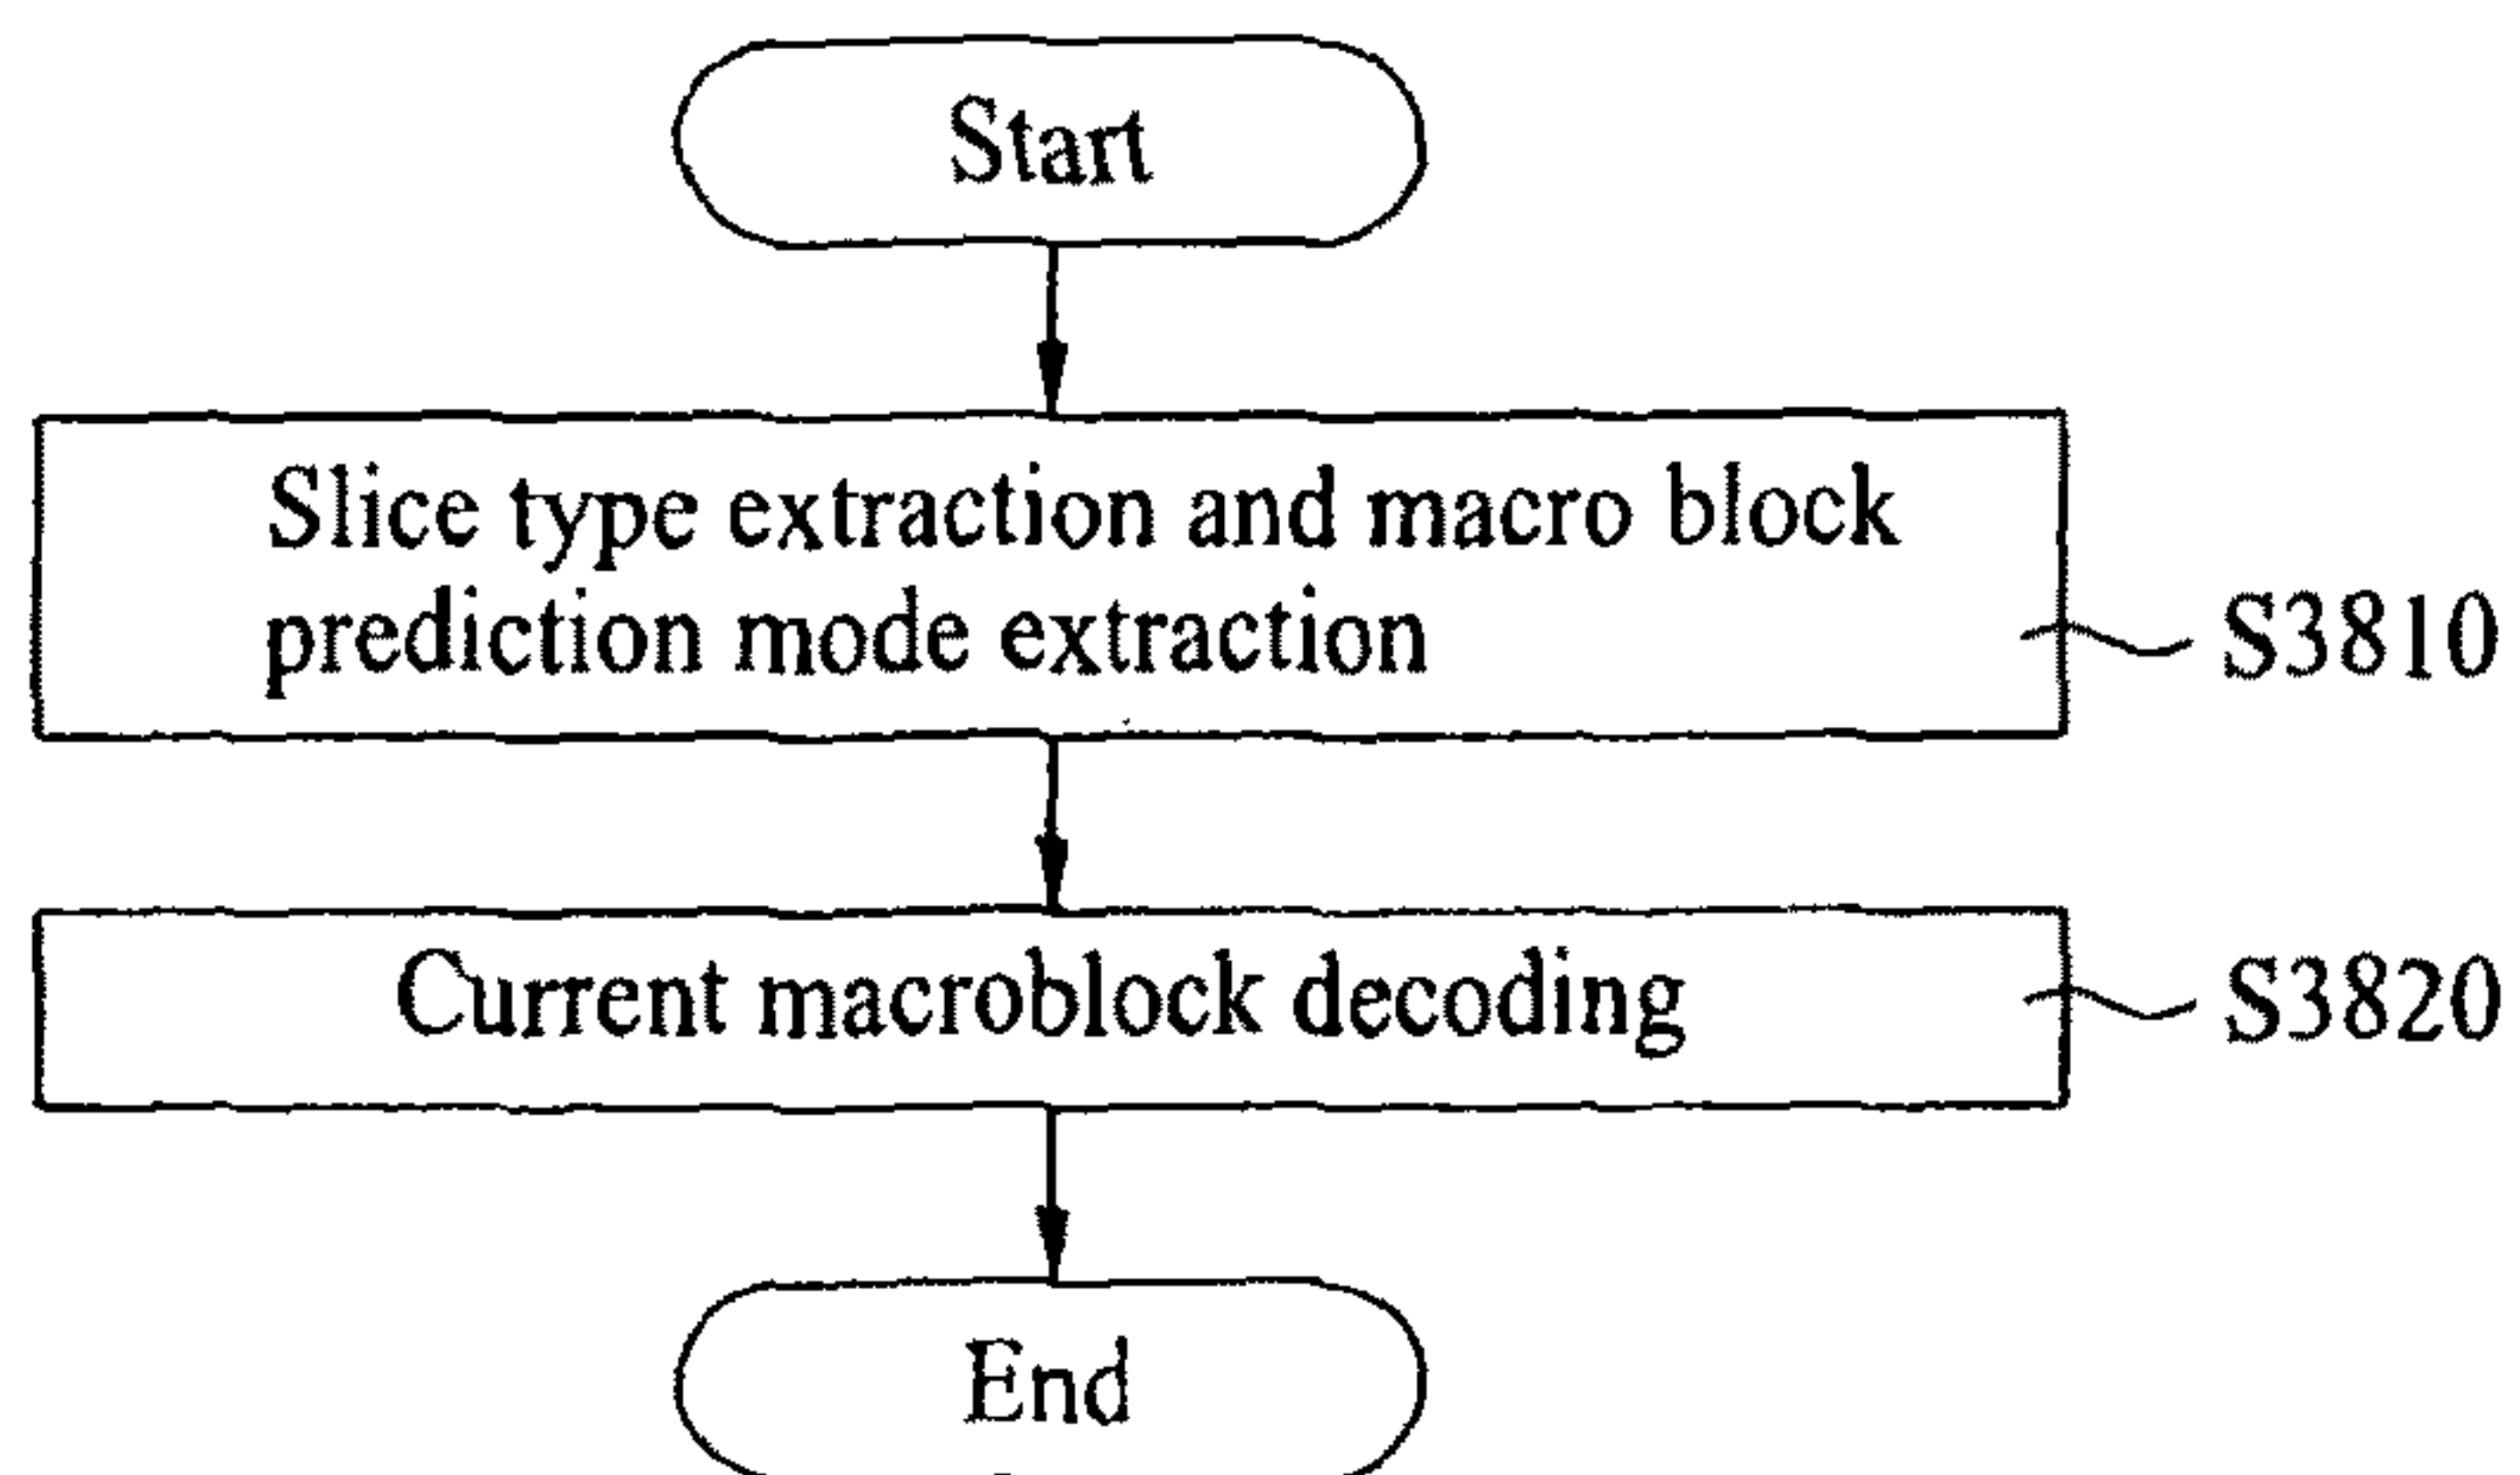 Start
Slice type extraction and macro block
prediction mode extraction
S3810
Current macroblock decoding
S3820
End